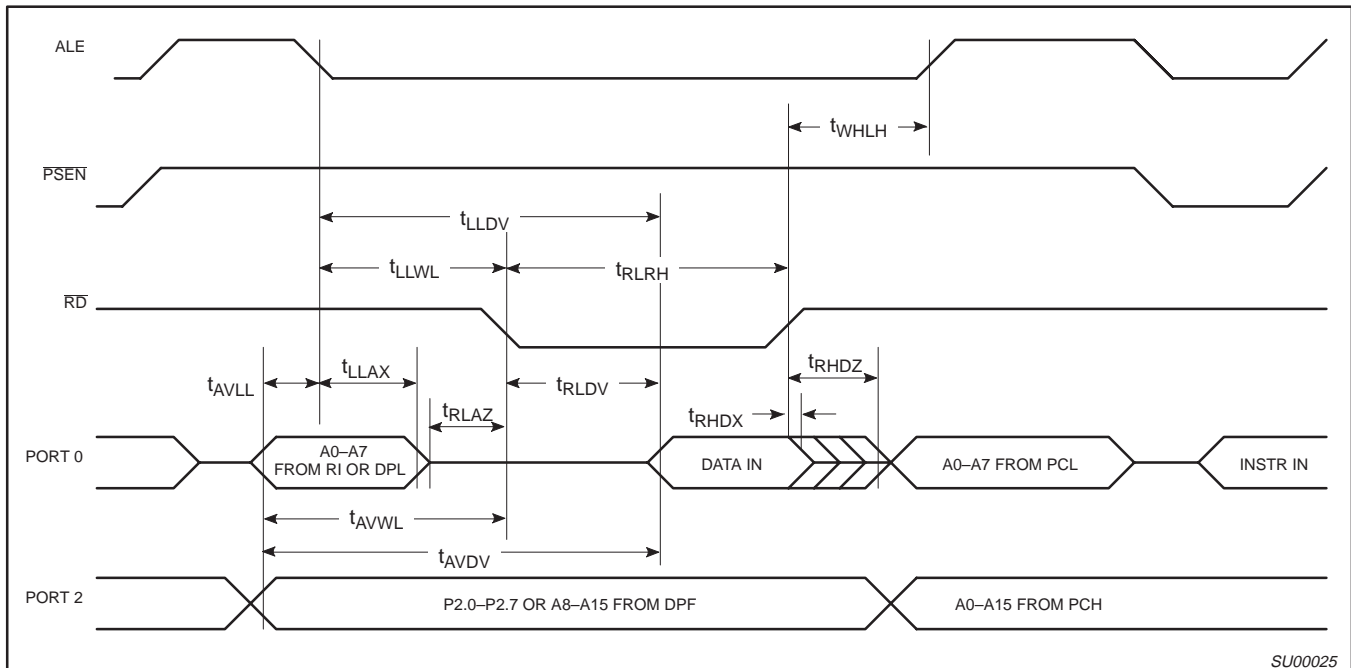 ALE
tWHLH
PSEN
tLLDV
tLLWL
tRLRH
RD
tAVLL
tLLAX
tRLAZ
tRLDV
tRHDZ
tRHDX
PORT 0
A0–A7
FROM RI OR DPL
DATA IN
A0–A7 FROM PCL
INSTR IN
tAVWL
tAVDV
PORT 2
P2.0–P2.7 OR A8–A15 FROM DPF
A0–A15 FROM PCH
SU00025